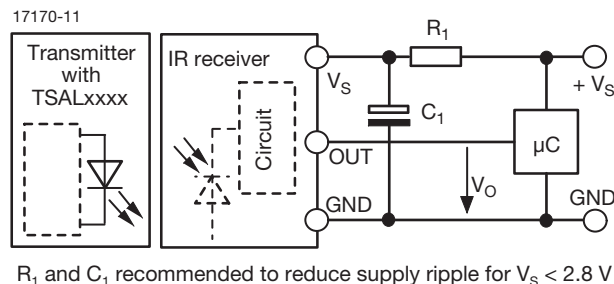 17170-11
Transmitter
with
TSALxxxx
IR receiver
Circuit
VS
OUT
GND
R1
C1
VO
+ VS
µC
GND
R1 and C1 recommended to reduce supply ripple for VS < 2.8 V